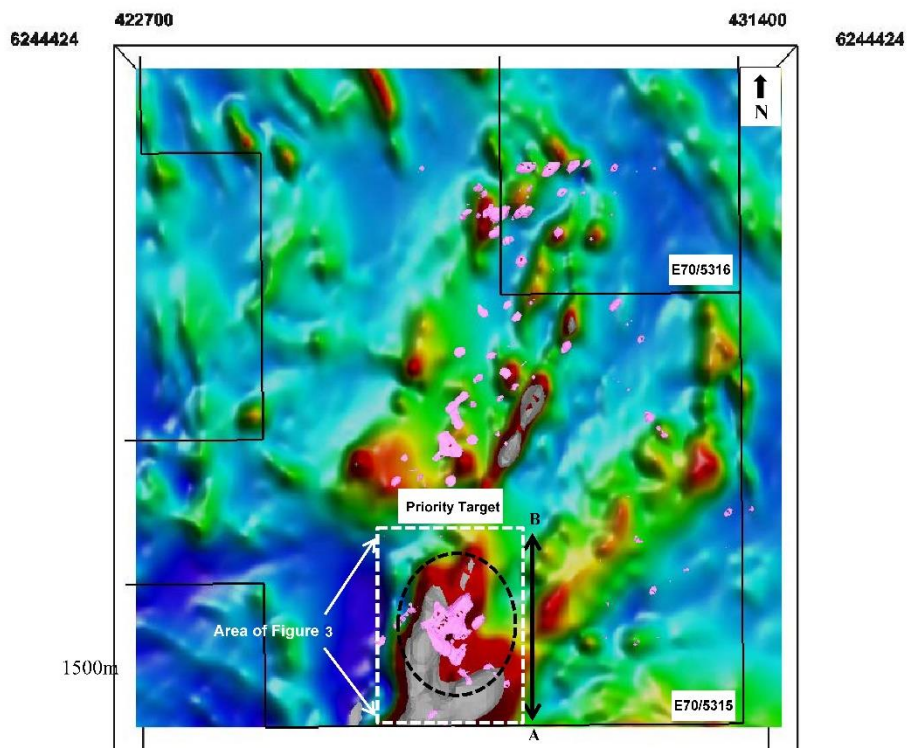 422700
431400
6244424
6244424
N
E70/5316
Priority Target
B
Area of Figure 3
1500m
E70/5315
A